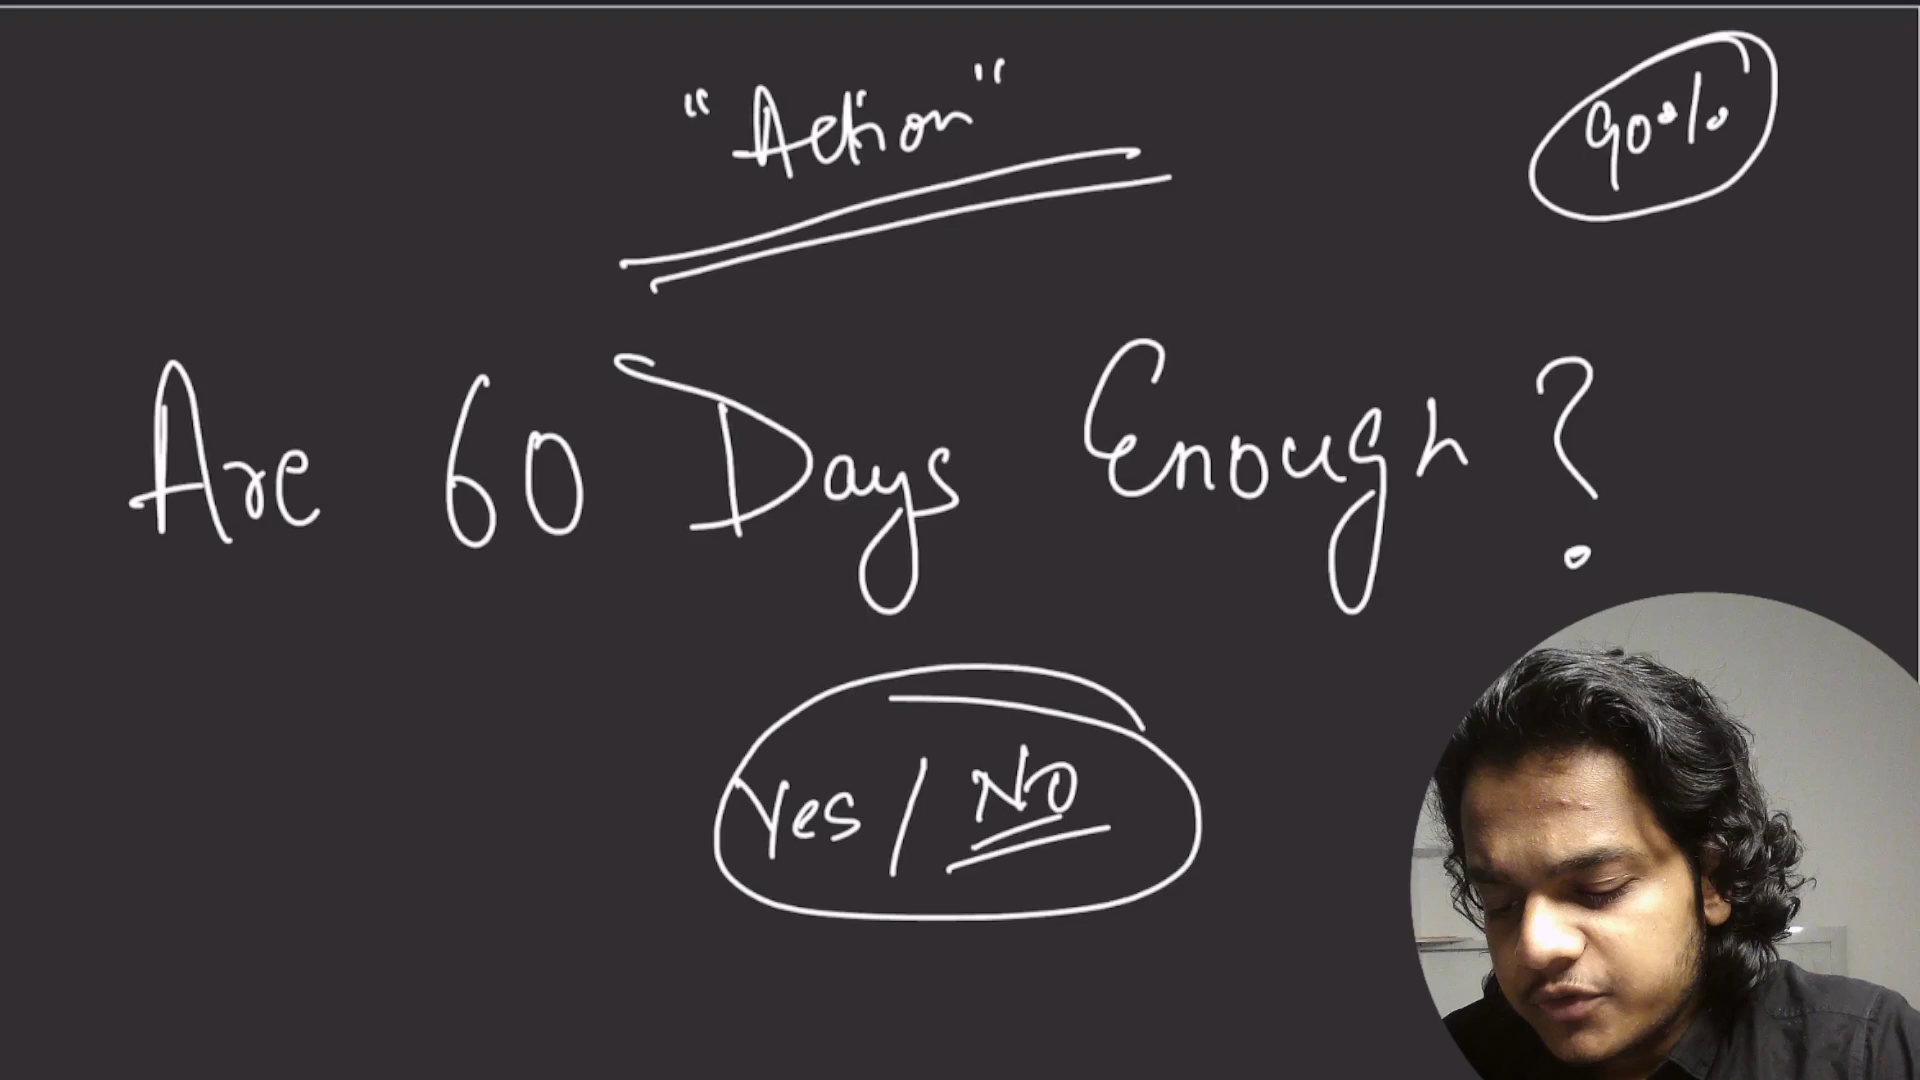 "Action"
90%
Are 60 Days Enough?
Yes / No